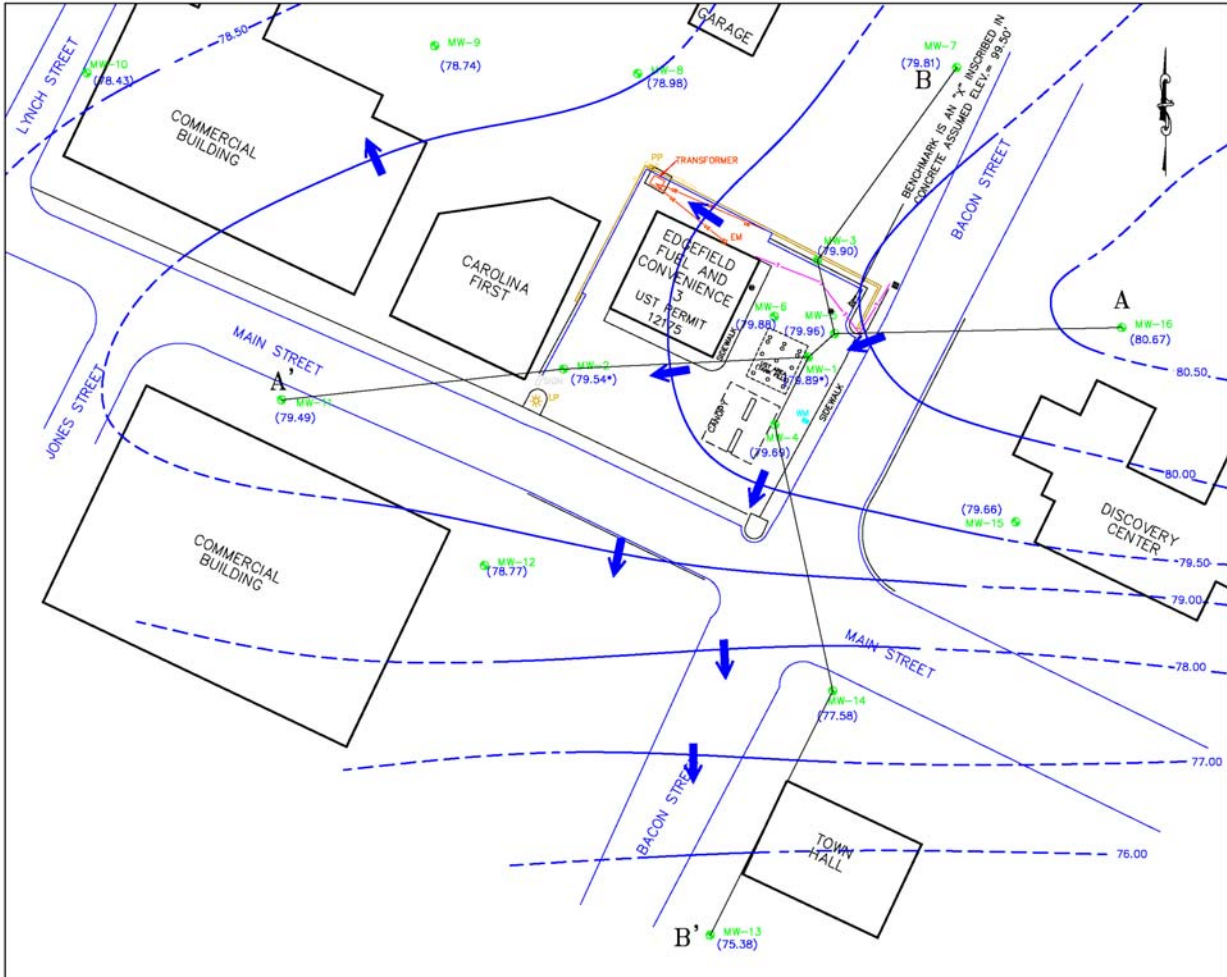 GARAGE
MW-7
(79.81)
B
MW-9
(78.74)
78.50
MW-10
(78.43)
LYNCH STREET
MW-8
(78.98)
COMMERCIAL
BUILDING
BENCHMARK IS AN "X" INSCRIBED IN
CONCRETE ASSUMED ELEV.= 99.50'
BACON STREET
PP
TRANSFORMER
EM
EDGEFIELD
FUEL AND
CONVENIENCE
3
UST PERMIT
12175
MW-3
(79.90)
CAROLINA
FIRST
SIDEWALK
MW-6
(79.88)
(79.96)
A
MW-16
(80.67)
MW-1
(79.89*)
MAIN STREET
JONES STREET
A'
MW-11
(79.49)
MW-2
(79.54*)
LP
CANOPY
WM
SIDEWALK
MW-4
(79.69)
80.50
80.00
(79.66)
MW-15
DISCOVERY
CENTER
79.50
79.00
COMMERCIAL
BUILDING
MW-12
(78.77)
MAIN STREET
78.00
MW-14
(77.58)
77.00
BACON STREET
TOWN
HALL
76.00
B'
MW-13
(75.38)